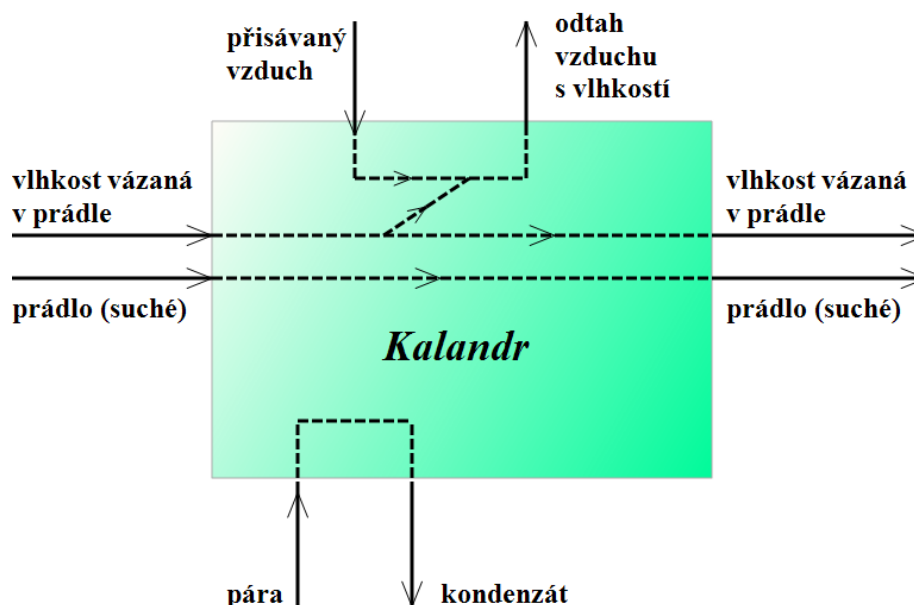 přisávaný
vzduch
odtah
vzduchu
s vlhkostí
vlhkost vázaná
v prádle
vlhkost vázaná
v prádle
prádlo (suché)
prádlo (suché)
Kalandr
pára
kondenzát